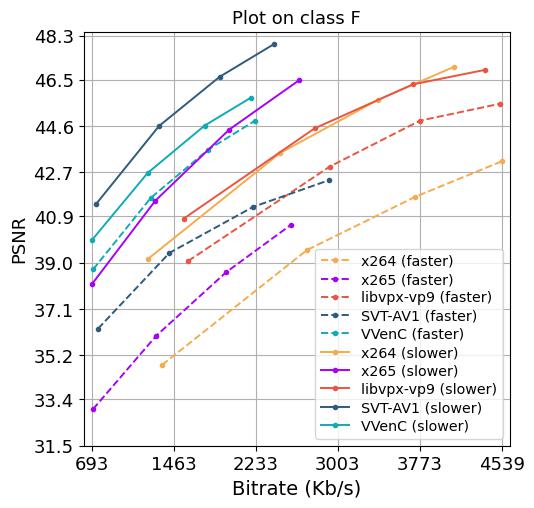 Plot on class F
PSNR
48.3
46.5
44.6
42.7
40.9
39.0
37.1
35.2
33.4
31.5
x264 (faster)
x265 (faster)
libvpx-vp9 (faster)
SVT-AV1 (faster)
VVenC (faster)
x264 (slower)
x265 (slower)
libvpx-vp9 (slower)
SVT-AV1 (slower)
VVenC (slower)
693 1463 2233 3003 3773 4539
Bitrate (Kb/s)